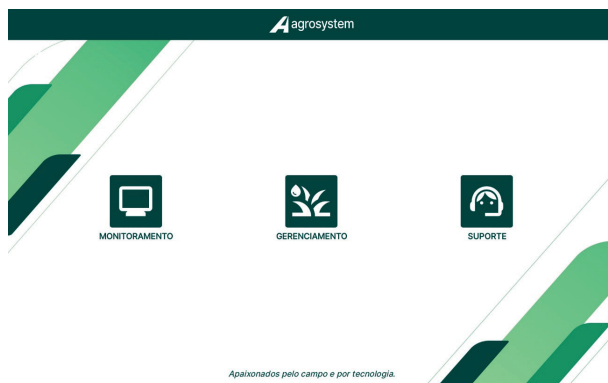 agrosystem
MONITORAMENTO
GERENCIAMENTO
SUPORTE
Apaixonados pelo campo e por tecnologia.